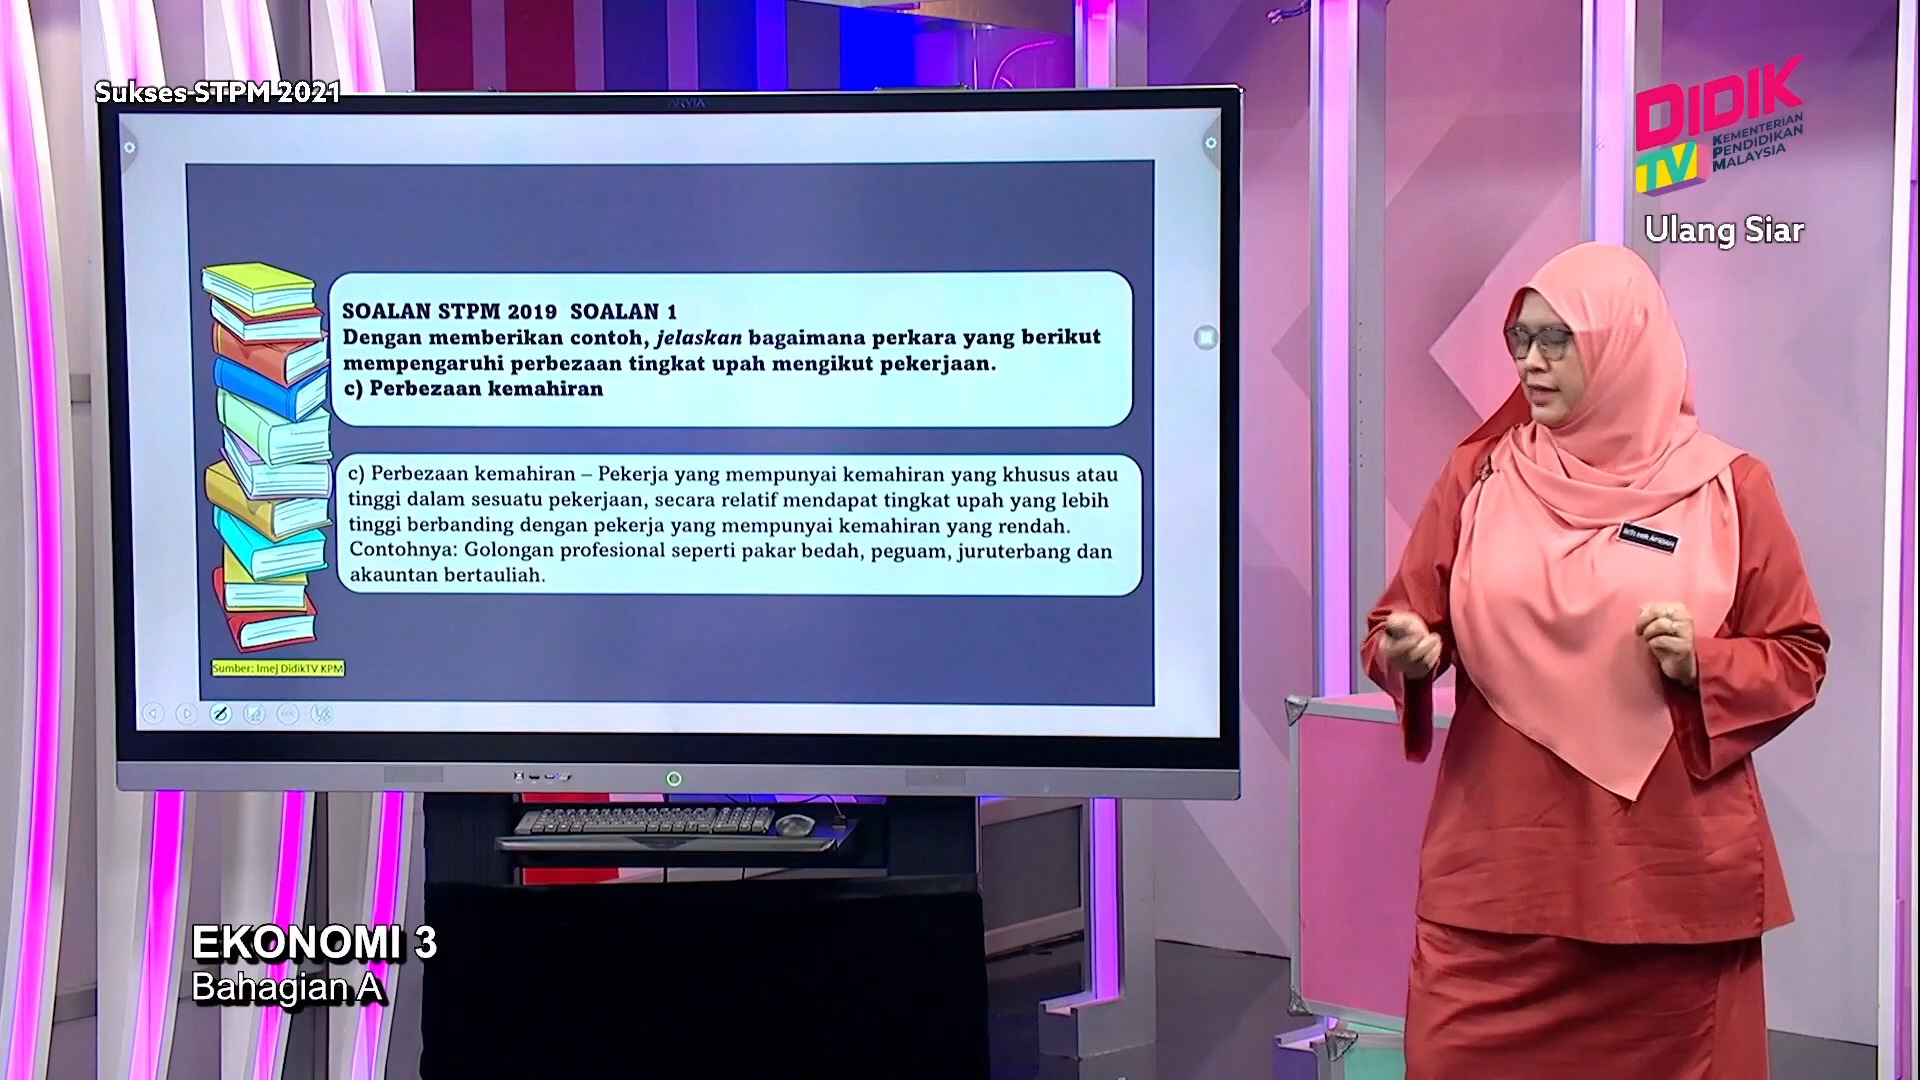 Sukses STPM 2021
DIDIK
TV
KEMENTERIAN
PENDIDIKAN
MALAYSIA
Ulang Siar
SOALAN STPM 2019 SOALAN 1
Dengan memberikan contoh, jelaskan bagaimana perkara yang berikut
mempengaruhi perbezaan tingkat upah mengikut pekerjaan.
c) Perbezaan kemahiran
c) Perbezaan kemahiran – Pekerja yang mempunyai kemahiran yang khusus atau
tinggi dalam sesuatu pekerjaan, secara relatif mendapat tingkat upah yang lebih
tinggi berbanding dengan pekerja yang mempunyai kemahiran yang rendah.
Contohnya: Golongan profesional seperti pakar bedah, peguam, juruterbang dan
akauntan bertauliah.
Sumber: Imej DidikTV KPM
EKONOMI 3
Bahagian A